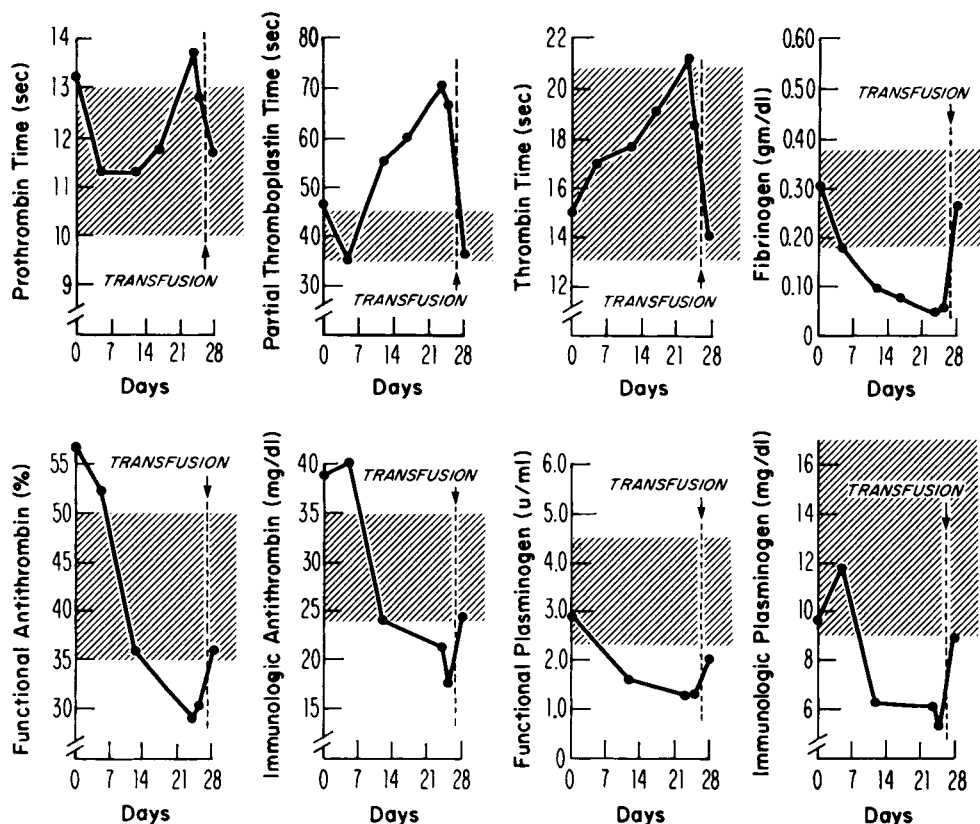 Prothrombin Time (sec)
14
13
12
11
10
9
TRANSFUSION
0 7 14 21 28
Days
Partial Thromboplastin Time (sec)
80
70
60
50
40
30
TRANSFUSION
0 7 14 21 28
Days
Thrombin Time (sec)
22
20
18
16
14
12
TRANSFUSION
0 7 14 21 28
Days
Fibrinogen (gm/dl)
0.60
0.50
0.40
0.30
0.20
0.10
0
TRANSFUSION
0 7 14 21 28
Days
Functional Antithrombin (%)
55
50
45
40
35
30
TRANSFUSION
0 7 14 21 28
Days
Immunologic Antithrombin (mg/dl)
40
35
30
25
20
15
TRANSFUSION
0 7 14 21 28
Days
Functional Plasminogen (u/ml)
6.0
5.0
4.0
3.0
2.0
1.0
0
TRANSFUSION
0 7 14 21 28
Days
Immunologic Plasminogen (mg/dl)
16
14
12
10
8
6
TRANSFUSION
0 7 14 21 28
Days